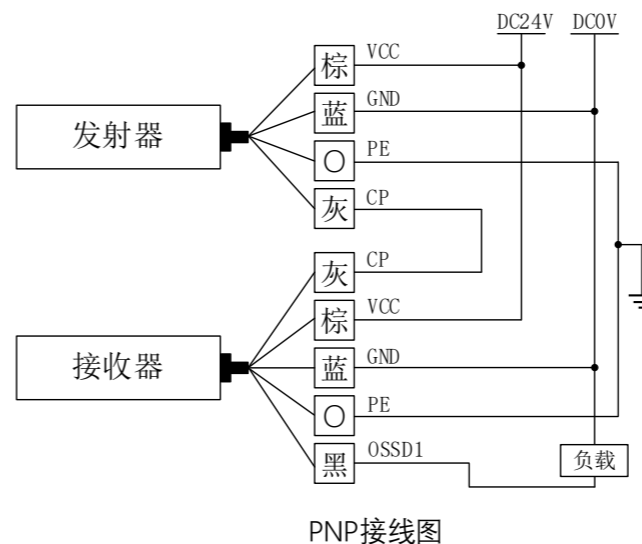 DC24V DC0V
棕 VCC
蓝 GND
发射器
O PE
灰 CP
灰 CP
棕 VCC
接收器
蓝 GND
O PE
黑 OSSD1
负载
PNP接线图